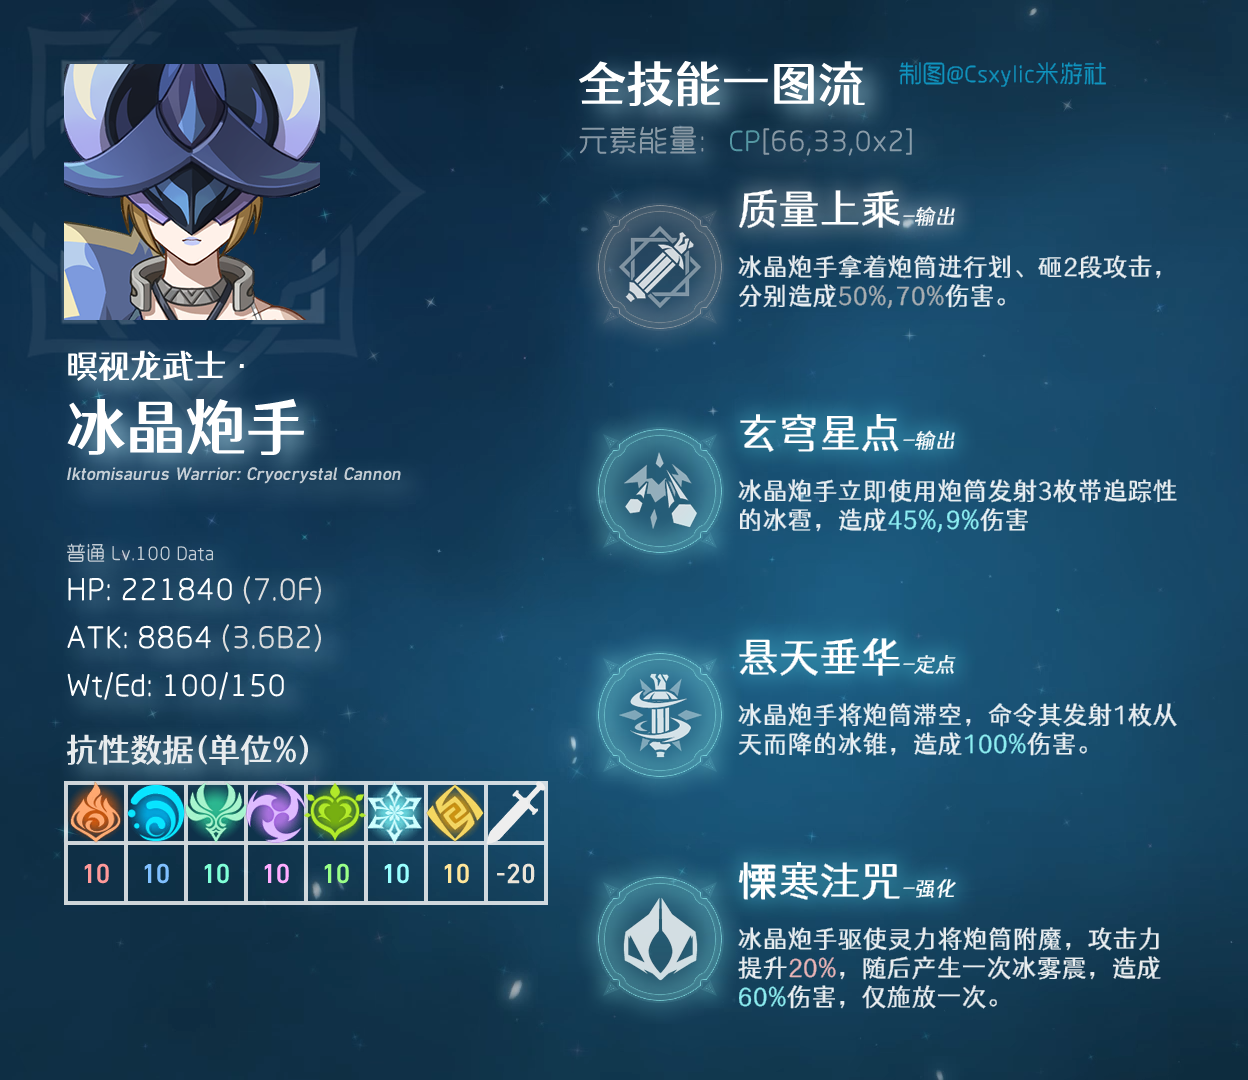 全技能一图流 制图@Csxylic米游社
元素能量: CP[66,33,0x2]
暝视龙武士·
冰晶炮手
Iktomisaurus Warrior: Cryocrystal Cannon
普通 Lv.100 Data
HP: 221840 (7.0F)
ATK: 8864 (3.6B2)
Wt/Ed: 100/150
抗性数据(单位%)
10 10 10 10 10 10 10 -20
质量上乘-输出
冰晶炮手拿着炮筒进行划、砸2段攻击，
分别造成50%,70%伤害。
玄穹星点-输出
冰晶炮手立即使用炮筒发射3枚带追踪性
的冰雹，造成45%,9%伤害
悬天垂华-定点
冰晶炮手将炮筒滞空，命令其发射1枚从
天而降的冰锥，造成100%伤害。
慄寒注咒-强化
冰晶炮手驱使灵力将炮筒附魔，攻击力
提升20%，随后产生一次冰雾震，造成
60%伤害，仅施放一次。